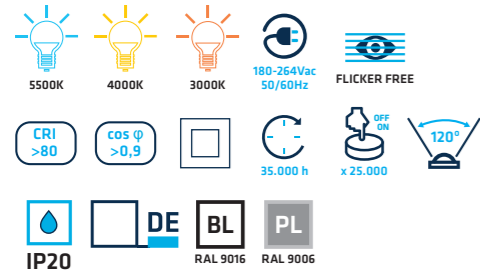 5500K
4000K
3000K
180-264Vac
50/60Hz
FLICKER FREE
CRI
>80
cos φ
>0,9
35.000 h
OFF
ON
x 25.000
120°
IP20
DE
BL
RAL 9016
PL
RAL 9006